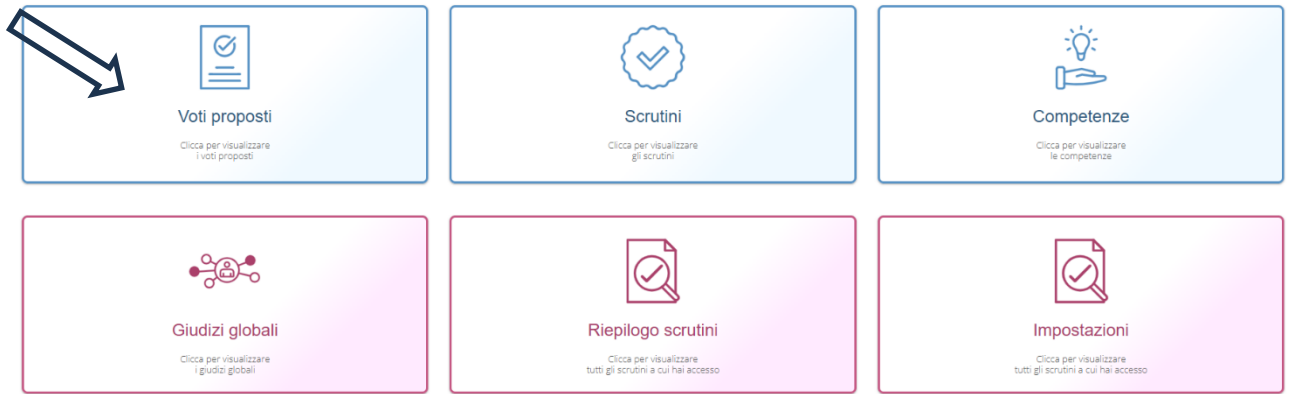 Voti proposti
Clicca per visualizzare
i voti proposti
Scrutini
Clicca per visualizzare
gli scrutini
Competenze
Clicca per visualizzare
le competenze
Giudizi globali
Clicca per visualizzare
i giudizi globali
Riepilogo scrutini
Clicca per visualizzare
tutti gli scrutini a cui hai accesso
Impostazioni
Clicca per visualizzare
tutti gli scrutini a cui hai accesso